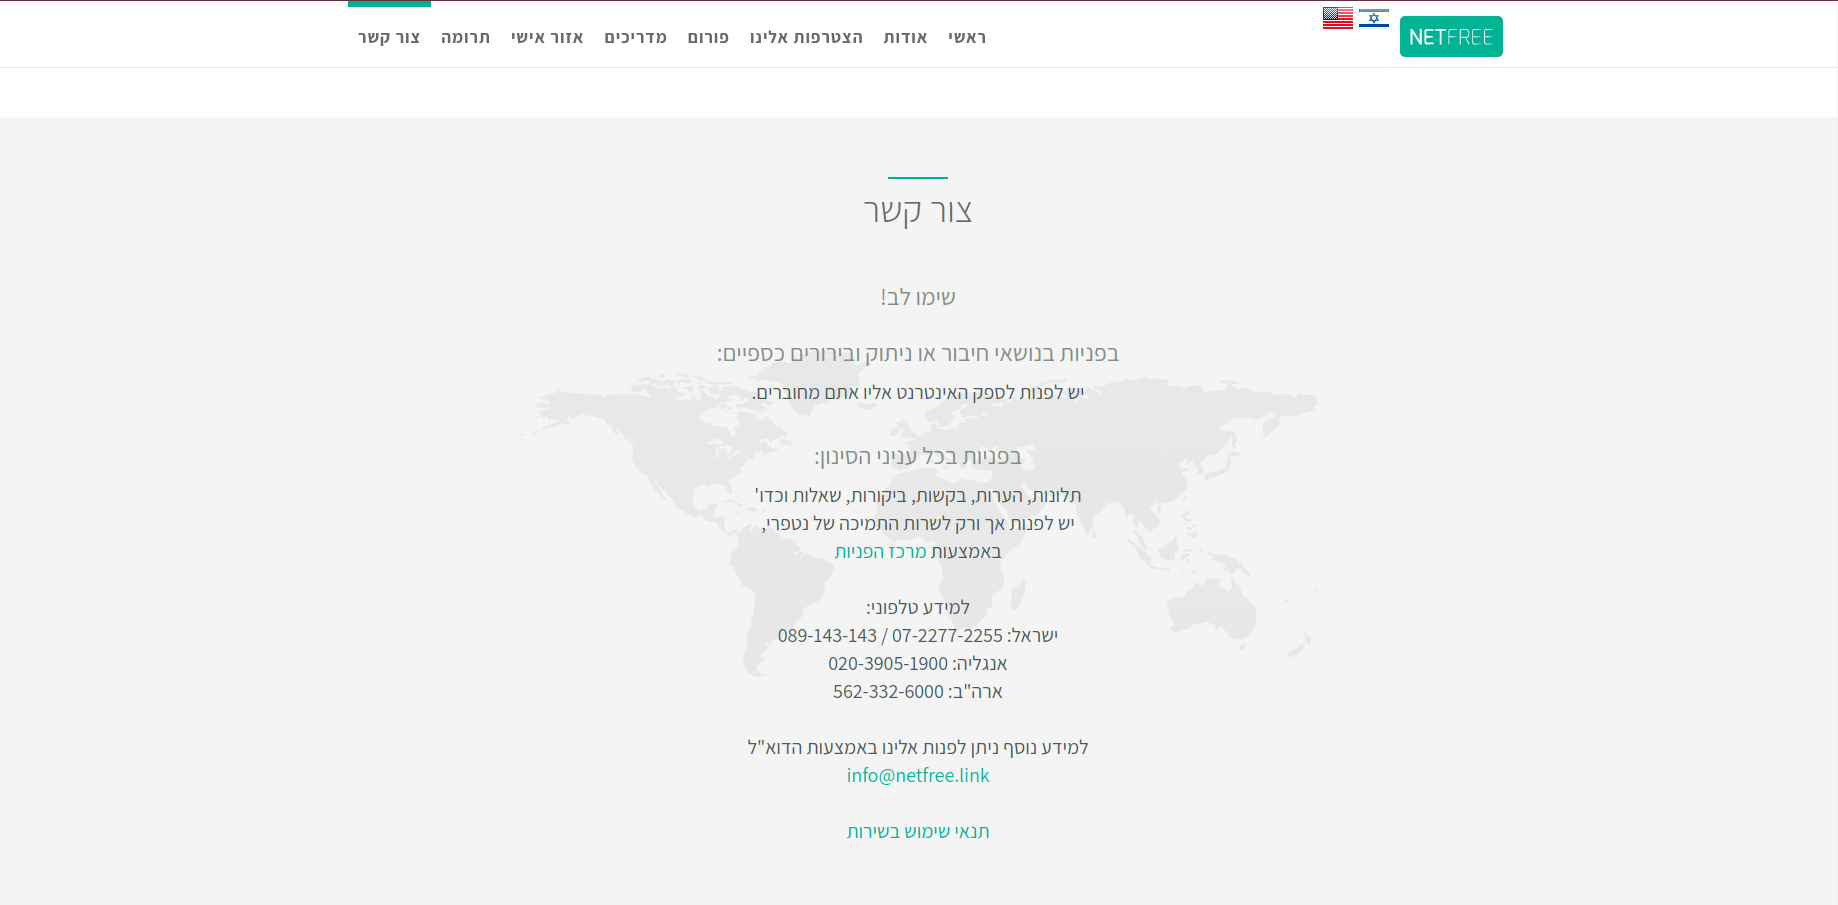 NETFREE
ראשי אודות הצטרפות אלינו פורום מדריכים אזור אישי תרומה צור קשר
צור קשר
שימו לב!
בפניות בנושאי חיבור או ניתוק ובירורים כספיים:
יש לפנות לספק האינטרנט אליו אתם מחוברים.
בפניות בכל עניני הסינון:
תלונות, הערות, בקשות, ביקורות, שאלות וכדו'
יש לפנות אך ורק לשרות התמיכה של נטפרי,
באמצעות מרכז הפניות
למידע טלפוני:
ישראל: 07-2277-2255 / 089-143-143
אנגליה: 020-3905-1900
ארה"ב: 562-332-6000
למידע נוסף ניתן לפנות אלינו באמצעות הדוא"ל
info@netfree.link
תנאי שימוש בשירות